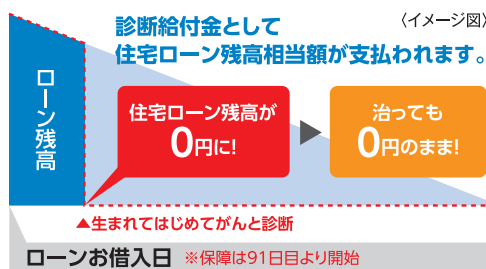 診断給付金として
〈イメージ図〉
住宅ローン残高相当額が支払われます。
ローン残高
住宅ローン残高が
0円に!
治っても
0円のまま!
▲生まれてはじめてがんと診断
ローンお借入日 ※保障は91日目より開始